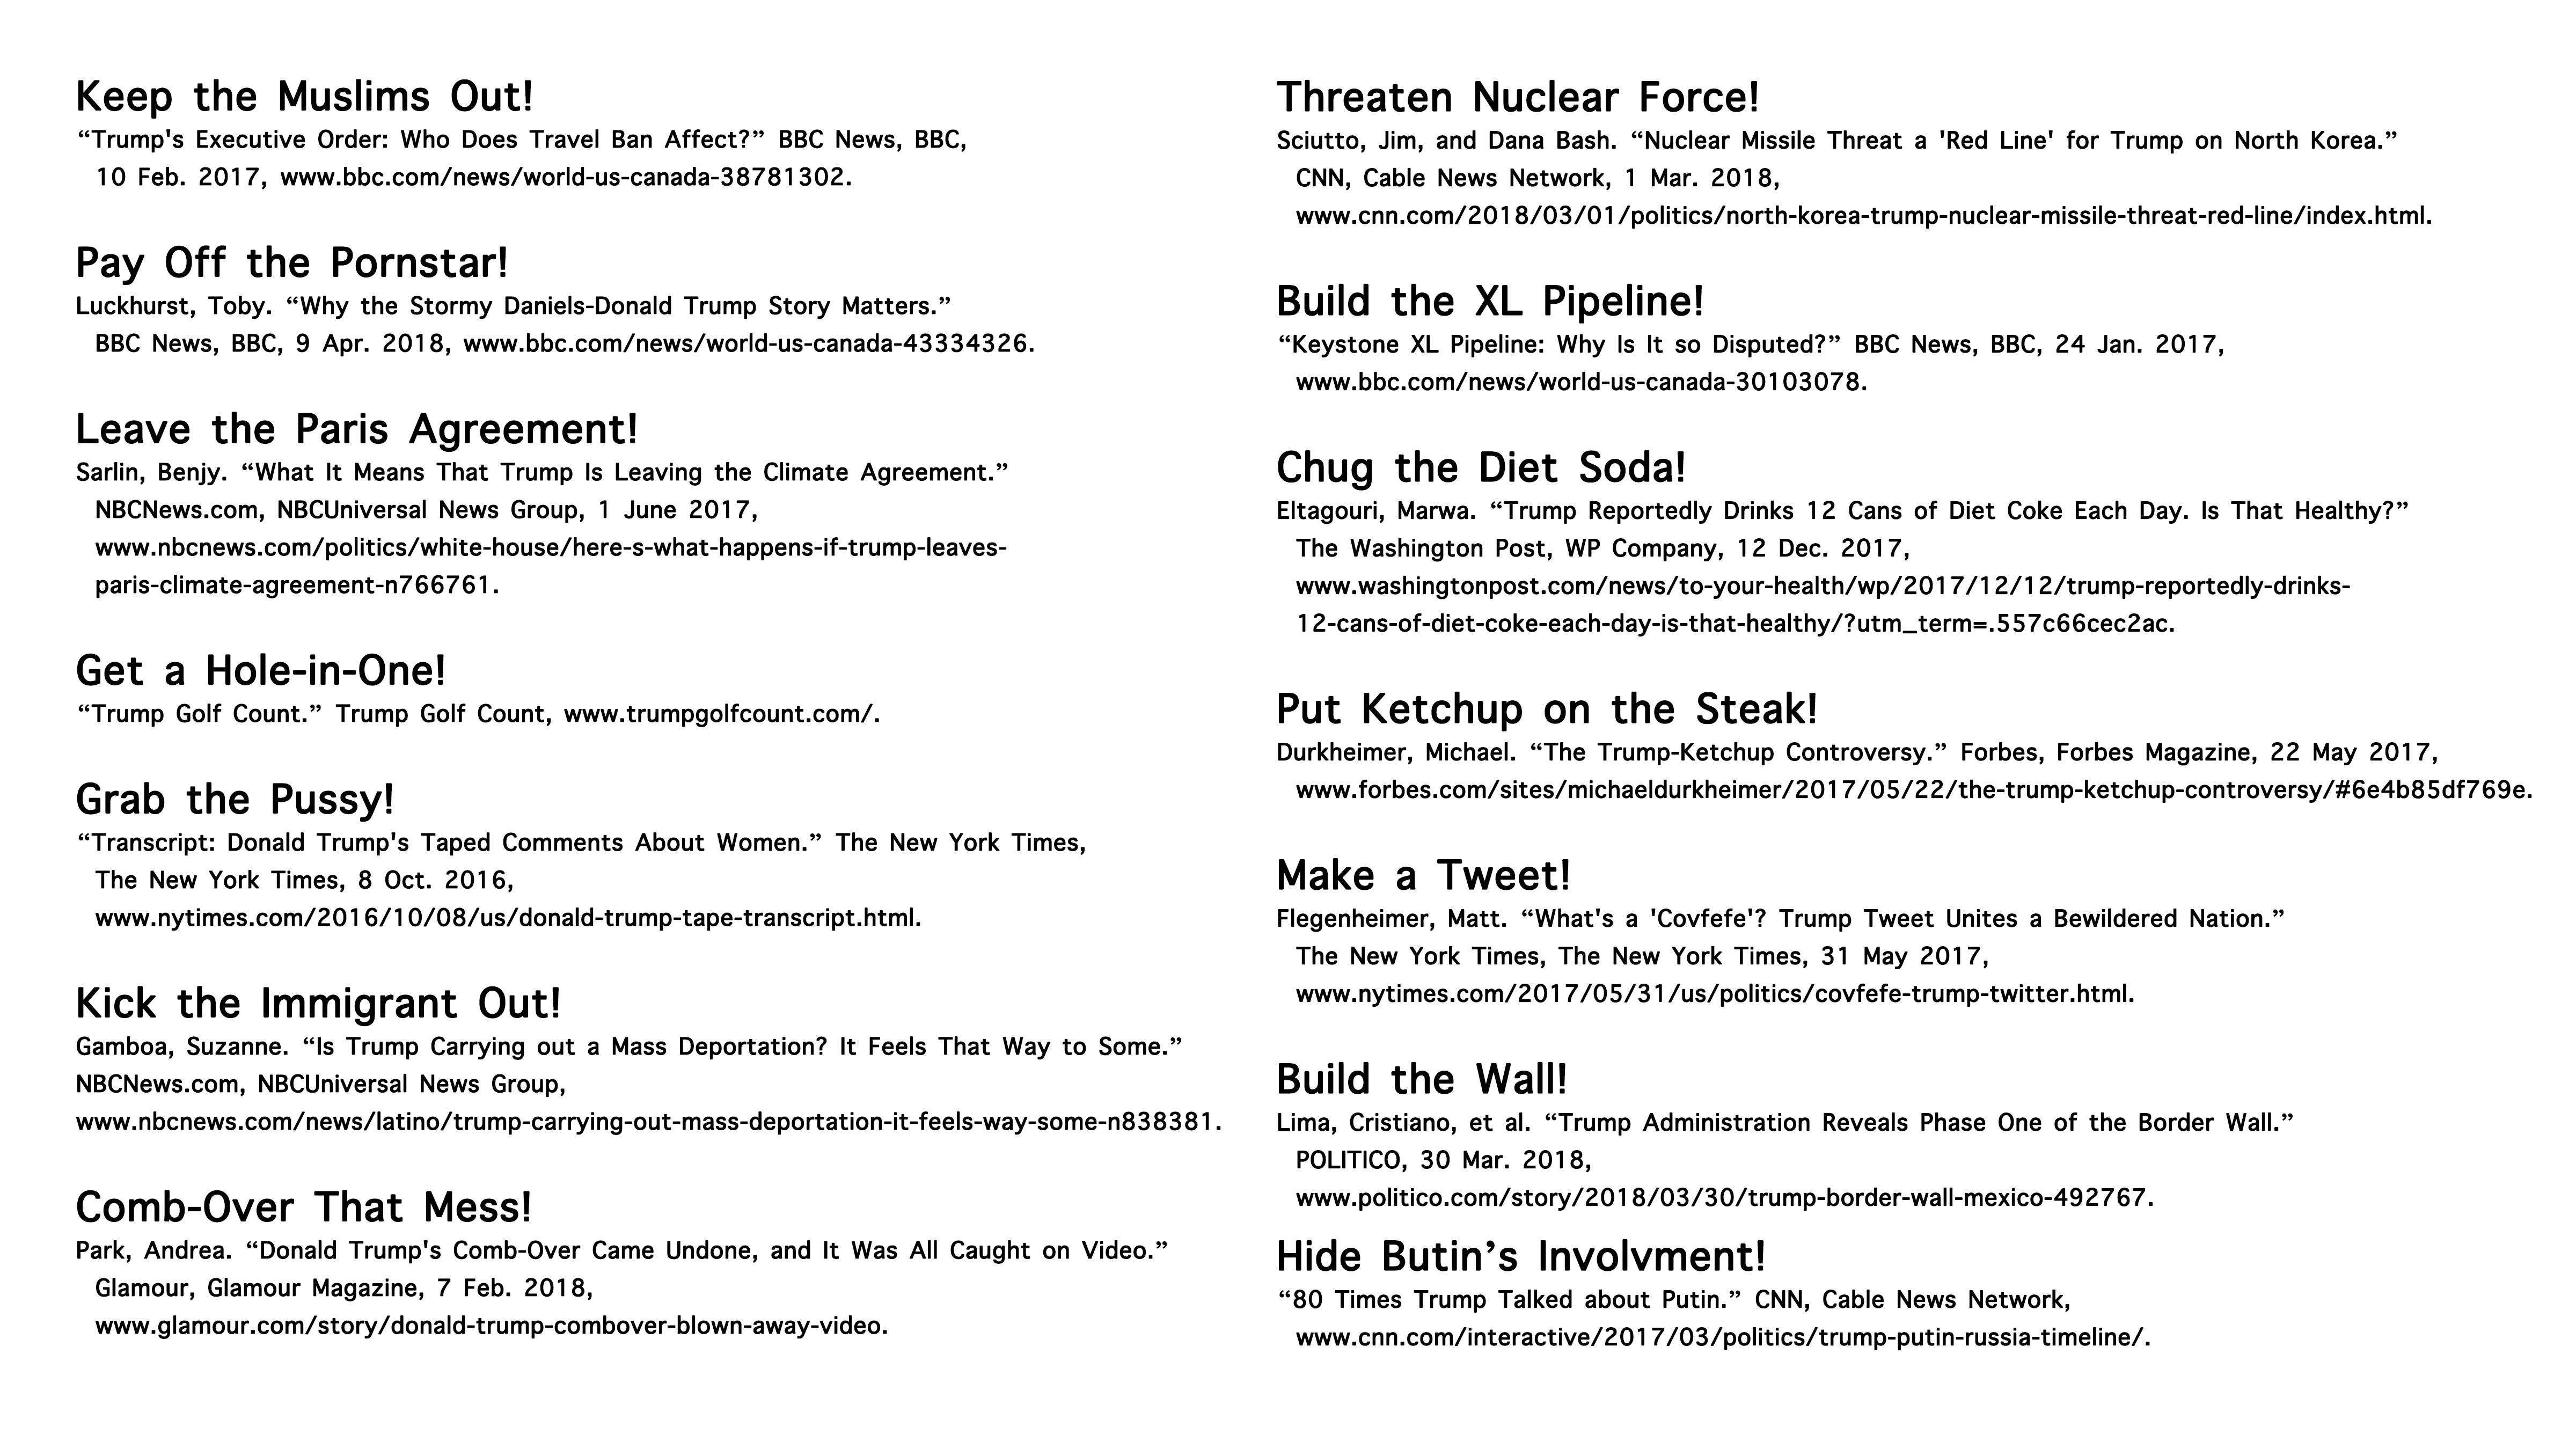 Keep the Muslims Out!
“Trump's Executive Order: Who Does Travel Ban Affect?” BBC News, BBC,
10 Feb. 2017, www.bbc.com/news/world-us-canada-38781302.
Pay Off the Pornstar!
Luckhurst, Toby. “Why the Stormy Daniels-Donald Trump Story Matters.”
BBC News, BBC, 9 Apr. 2018, www.bbc.com/news/world-us-canada-43334326.
Leave the Paris Agreement!
Sarlin, Benjy. “What It Means That Trump Is Leaving the Climate Agreement.”
NBCNews.com, NBCUniversal News Group, 1 June 2017,
www.nbcnews.com/politics/white-house/here-s-what-happens-if-trump-leaves-
paris-climate-agreement-n766761.
Get a Hole-in-One!
“Trump Golf Count.” Trump Golf Count, www.trumpgolfcount.com/.
Grab the Pussy!
“Transcript: Donald Trump's Taped Comments About Women.” The New York Times,
The New York Times, 8 Oct. 2016,
www.nytimes.com/2016/10/08/us/donald-trump-tape-transcript.html.
Kick the Immigrant Out!
Gamboa, Suzanne. “Is Trump Carrying out a Mass Deportation? It Feels That Way to Some.”
NBCNews.com, NBCUniversal News Group,
www.nbcnews.com/news/latino/trump-carrying-out-mass-deportation-it-feels-way-some-n838381.
Comb-Over That Mess!
Park, Andrea. “Donald Trump's Comb-Over Came Undone, and It Was All Caught on Video.”
Glamour, Glamour Magazine, 7 Feb. 2018,
www.glamour.com/story/donald-trump-combover-blown-away-video.
Threaten Nuclear Force!
Sciutto, Jim, and Dana Bash. “Nuclear Missile Threat a 'Red Line' for Trump on North Korea.”
CNN, Cable News Network, 1 Mar. 2018,
www.cnn.com/2018/03/01/politics/north-korea-trump-nuclear-missile-threat-red-line/index.html.
Build the XL Pipeline!
“Keystone XL Pipeline: Why Is It so Disputed?” BBC News, BBC, 24 Jan. 2017,
www.bbc.com/news/world-us-canada-30103078.
Chug the Diet Soda!
Eltagouri, Marwa. “Trump Reportedly Drinks 12 Cans of Diet Coke Each Day. Is That Healthy?”
The Washington Post, WP Company, 12 Dec. 2017,
www.washingtonpost.com/news/to-your-health/wp/2017/12/12/trump-reportedly-drinks-
12-cans-of-diet-coke-each-day-is-that-healthy/?utm_term=.557c66cec2ac.
Put Ketchup on the Steak!
Durkheimer, Michael. “The Trump-Ketchup Controversy.” Forbes, Forbes Magazine, 22 May 2017,
www.forbes.com/sites/michaeldurkheimer/2017/05/22/the-trump-ketchup-controversy/#6e4b85df769e.
Make a Tweet!
Flegenheimer, Matt. “What's a 'Covfefe'? Trump Tweet Unites a Bewildered Nation.”
The New York Times, The New York Times, 31 May 2017,
www.nytimes.com/2017/05/31/us/politics/covfefe-trump-twitter.html.
Build the Wall!
Lima, Cristiano, et al. “Trump Administration Reveals Phase One of the Border Wall.”
POLITICO, 30 Mar. 2018,
www.politico.com/story/2018/03/30/trump-border-wall-mexico-492767.
Hide Butin’s Involvment!
“80 Times Trump Talked about Putin.” CNN, Cable News Network,
www.cnn.com/interactive/2017/03/politics/trump-putin-russia-timeline/.